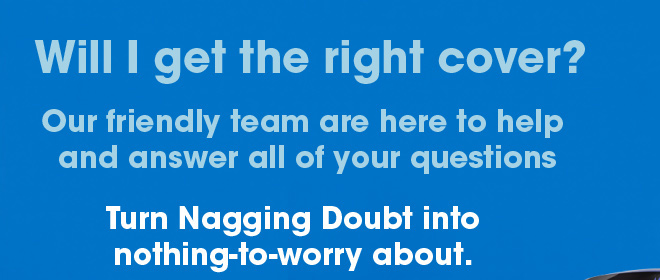 Will I get the right cover?
Our friendly team are here to help
and answer all of your questions
Turn Nagging Doubt into
nothing-to-worry about.